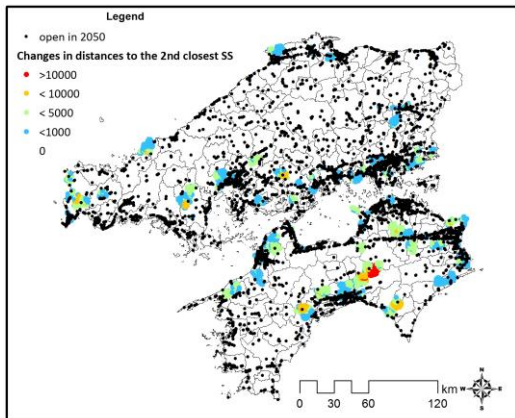 Legend
open in 2050
Changes in distances to the 2nd closest SS
>10000
< 10000
< 5000
<1000
0
N
W E
S
km
0 30 60 120